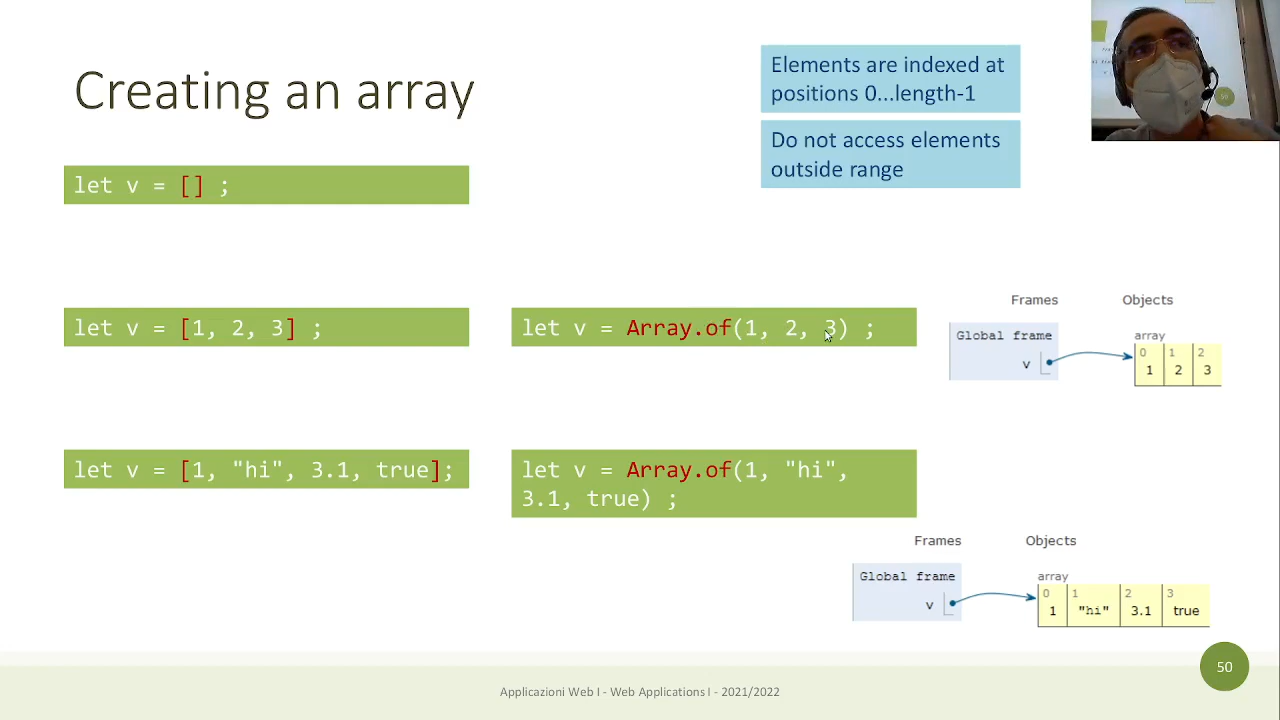 Creating an array
Elements are indexed at
positions 0...length-1
Do not access elements
outside range
let v = [] ;
let v = [1, 2, 3] ;
let v = Array.of(1, 2, 3) ;
Frames
Objects
Global frame
v
array
0 1 2
1 2 3
let v = [1, "hi", 3.1, true];
let v = Array.of(1, "hi",
3.1, true) ;
Frames
Objects
Global frame
v
array
0 1 2 3
1 "hi" 3.1 true
Applicazioni Web I - Web Applications I - 2021/2022
50